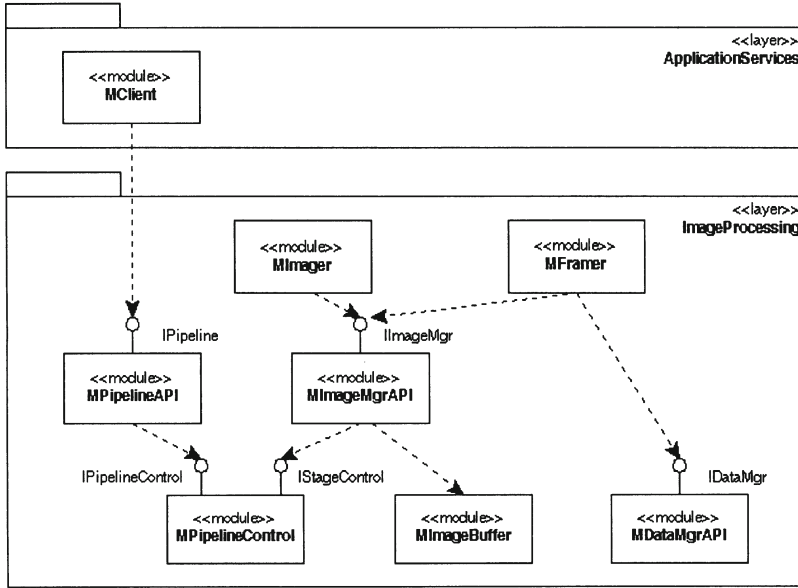 <<layer>>
ApplicationServices
<<module>>
MClient
<<layer>>
ImageProcessing
<<module>>
MImager
<<module>>
MFramer
IPipeline
IImageMgr
<<module>>
MPipelineAPI
<<module>>
MImageMgrAPI
IPipelineControl
IStageControl
IDataMgr
<<module>>
MPipelineControl
<<module>>
MImageBuffer
<<module>>
MDataMgrAPI